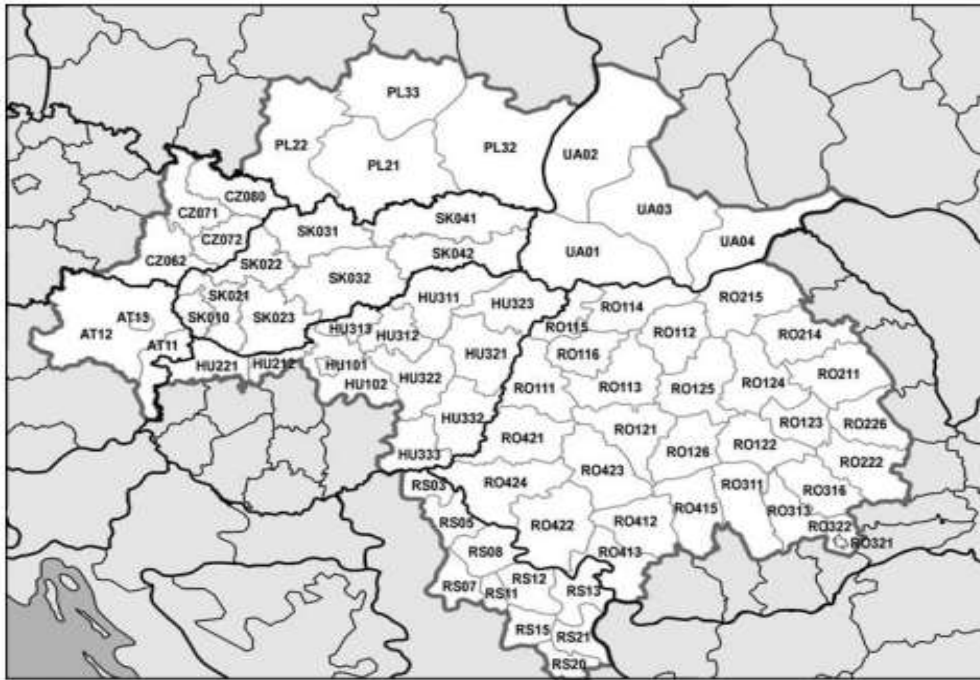 PL33
PL22
PL21
PL32
UA02
CZ080
CZ071
CZ072
CZ062
SK031
SK041
SK042
SK022
SK032
SK021
SK010
SK023
UA03
UA01
UA04
AT13
AT12
AT11
HU221
HU212
HU311
HU323
HU313
HU312
HU101
HU102
HU321
HU322
HU332
HU333
RO114
RO115
RO215
RO112
RO214
RO116
RO111
RO113
RO125
RO124
RO211
RO421
RO121
RO123
RO226
RO126
RO122
RO222
RO423
RO424
RO311
RO316
RO415
RO313
RO412
RO422
RO322
RO321
RO413
RS03
RS05
RS08
RS07
RS12
RS11
RS13
RS15
RS21
RS20